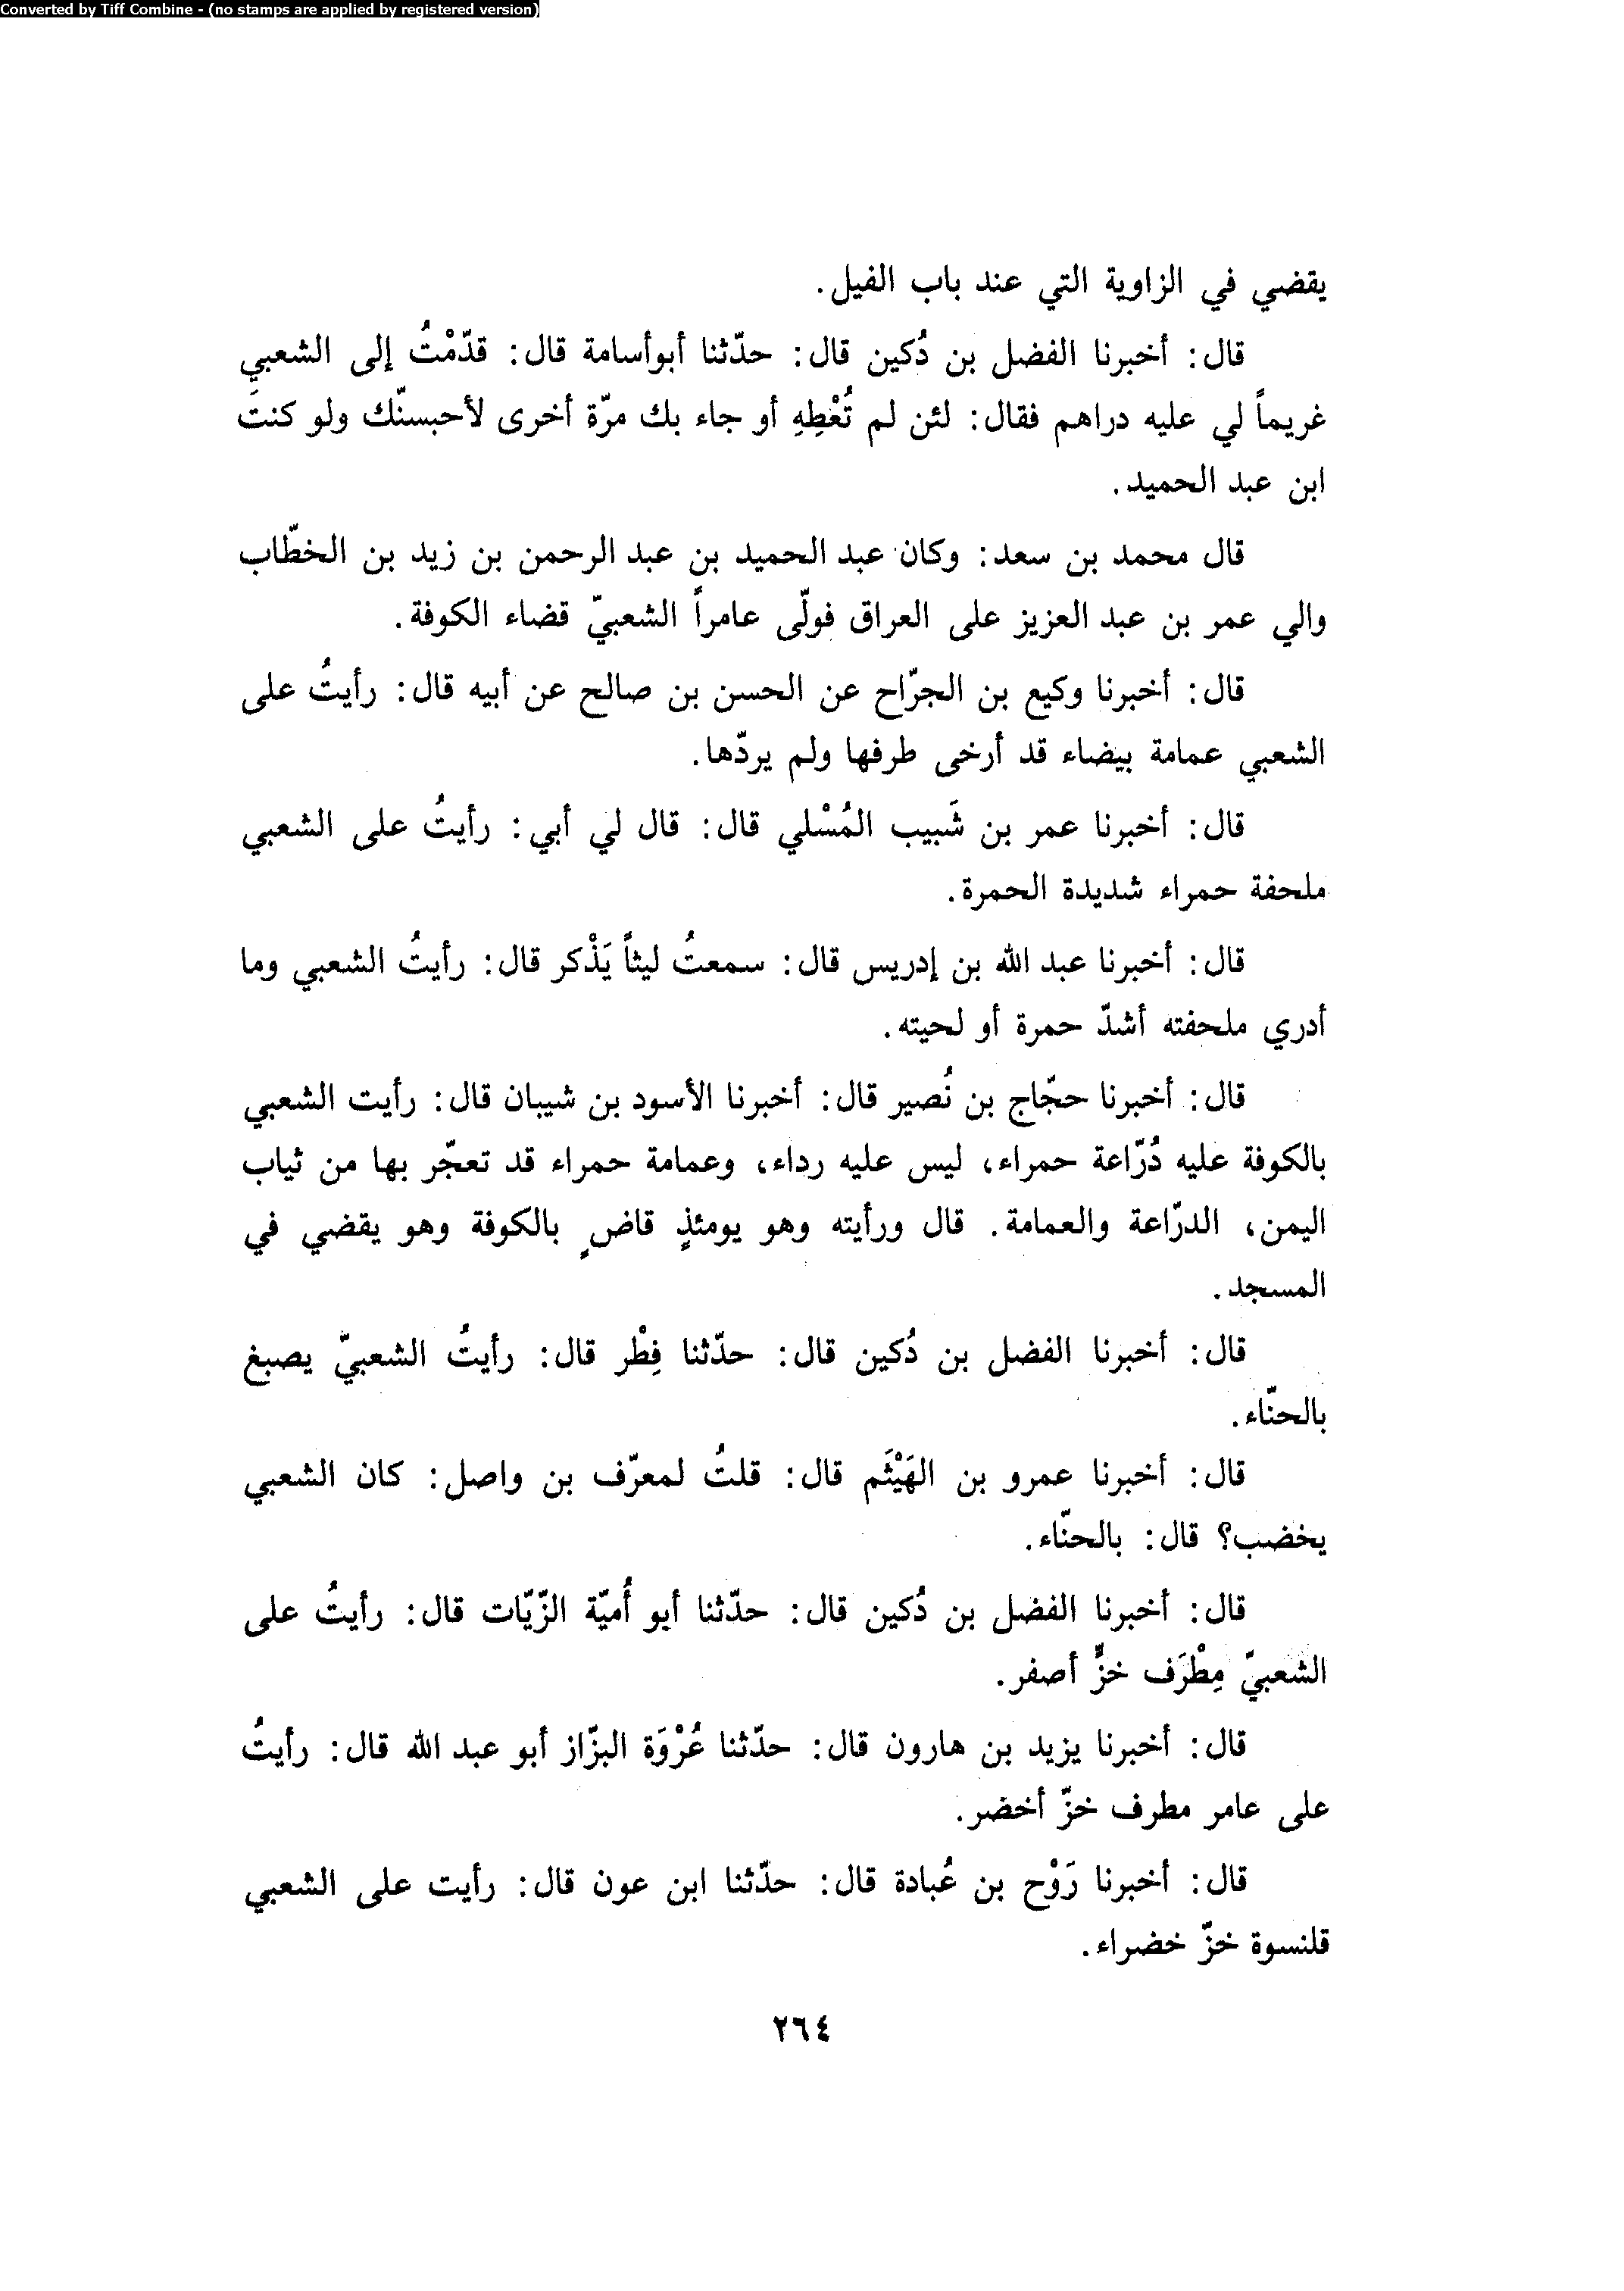 Converted by Tiff Combine - (no stamps are applied by registered version)
يقضي في الزاوية التي عند باب الفيل.
قال: أخبرنا الفضل بن دُكين قال: حدّثنا أبوأسامة قال: قدّمْتُ إلى الشعبي
غريماً لي عليه دراهم فقال: لئن لم تُعْطِهِ أو جاء بك مرّة أخرى لأحبسنّك ولو كنتَ
ابن عبد الحميد.
قال محمد بن سعد: وكان عبد الحميد بن عبد الرحمن بن زيد بن الخطّاب
والي عمر بن عبد العزيز على العراق فولّى عامراً الشعبيّ قضاء الكوفة.
قال: أخبرنا وكيع بن الجرّاح عن الحسن بن صالح عن أبيه قال: رأيتُ على
الشعبي عمامة بيضاء قد أرخى طرفها ولم يردّها.
قال: أخبرنا عمر بن شَبيب المُسْلي قال: قال لي أبي: رأيتُ على الشعبي
ملحفة حمراء شديدة الحمرة.
قال: أخبرنا عبد الله بن إدريس قال: سمعتُ ليثاً يَذْكر قال: رأيتُ الشعبي وما
أدري ملحفته أشدّ حمرة أو لحيته.
قال: أخبرنا حجّاج بن نُصير قال: أخبرنا الأسود بن شيبان قال: رأيت الشعبي
بالكوفة عليه دُرّاعة حمراء، ليس عليه رداء، وعمامة حمراء قد تعجّر بها من ثياب
اليمن، الدرّاعة والعمامة. قال ورأيته وهو يومئذٍ قاضٍ بالكوفة وهو يقضي في
المسجد.
قال: أخبرنا الفضل بن دُكين قال: حدّثنا فِطْر قال: رأيتُ الشعبيّ يصبغ
بالحنّاء.
قال: أخبرنا عمرو بن الهَيْثَم قال: قلتُ لمعرّف بن واصل: كان الشعبي
يخضب؟ قال: بالحنّاء.
قال: أخبرنا الفضل بن دُكين قال: حدّثنا أبو أُميّة الزّيّات قال: رأيتُ على
الشعبيّ مِطْرَف خزٍّ أصفر.
قال: أخبرنا يزيد بن هارون قال: حدّثنا عُرْوَة البزّاز أبو عبد الله قال: رأيتُ
على عامر مطرف خزّ أخضر.
قال: أخبرنا رَوْح بن عُبادة قال: حدّثنا ابن عون قال: رأيت على الشعبي
قلنسوة خزّ خضراء.
٢٦٤